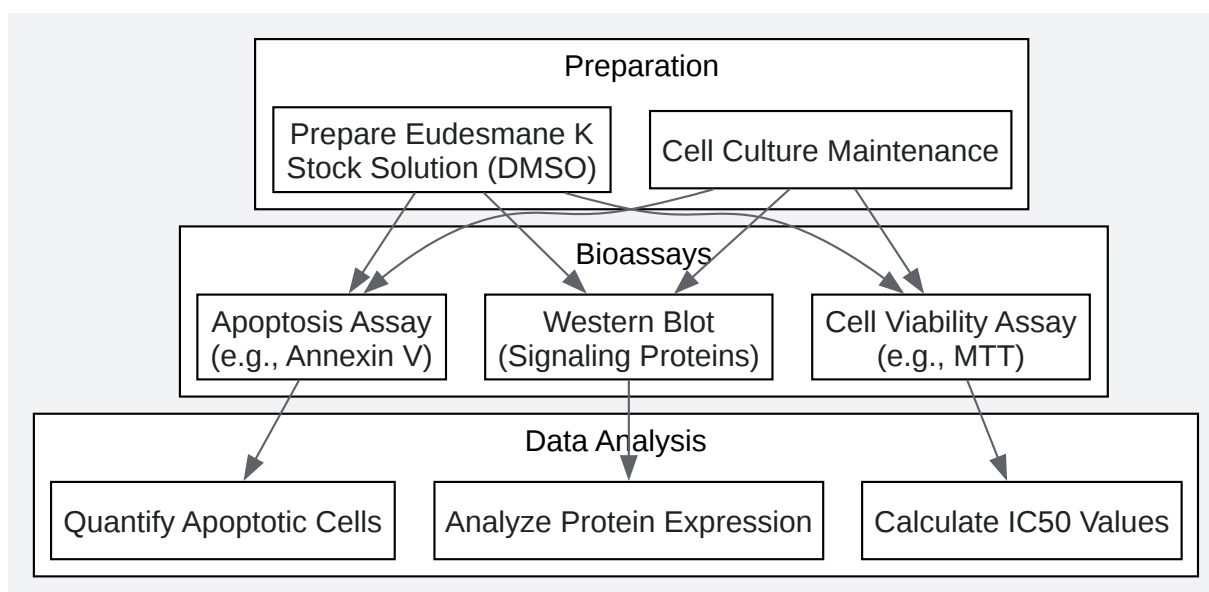 Preparation
Prepare Eudesmane K
Stock Solution (DMSO)
Cell Culture Maintenance
Bioassays
Apoptosis Assay
(e.g., Annexin V)
Western Blot
(Signaling Proteins)
Cell Viability Assay
(e.g., MTT)
Data Analysis
Quantify Apoptotic Cells
Analyze Protein Expression
Calculate IC50 Values